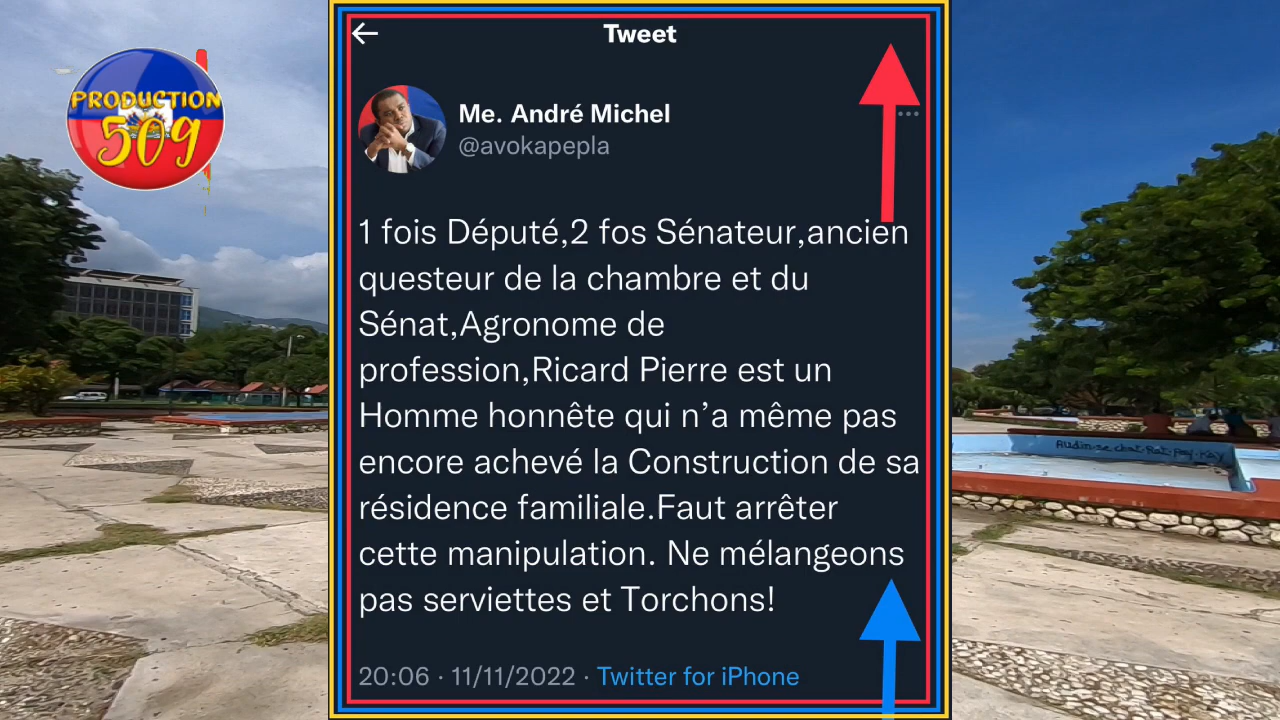 PRODUCTION
509
Tweet
Me. André Michel
@avokapepla
1 fois Député,2 fos Sénateur,ancien
questeur de la chambre et du
Sénat,Agronome de
profession,Ricard Pierre est un
Homme honnête qui n’a même pas
encore achevé la Construction de sa
résidence familiale.Faut arrêter
cette manipulation. Ne mélangeons
pas serviettes et Torchons!
20:06 · 11/11/2022 · Twitter for iPhone